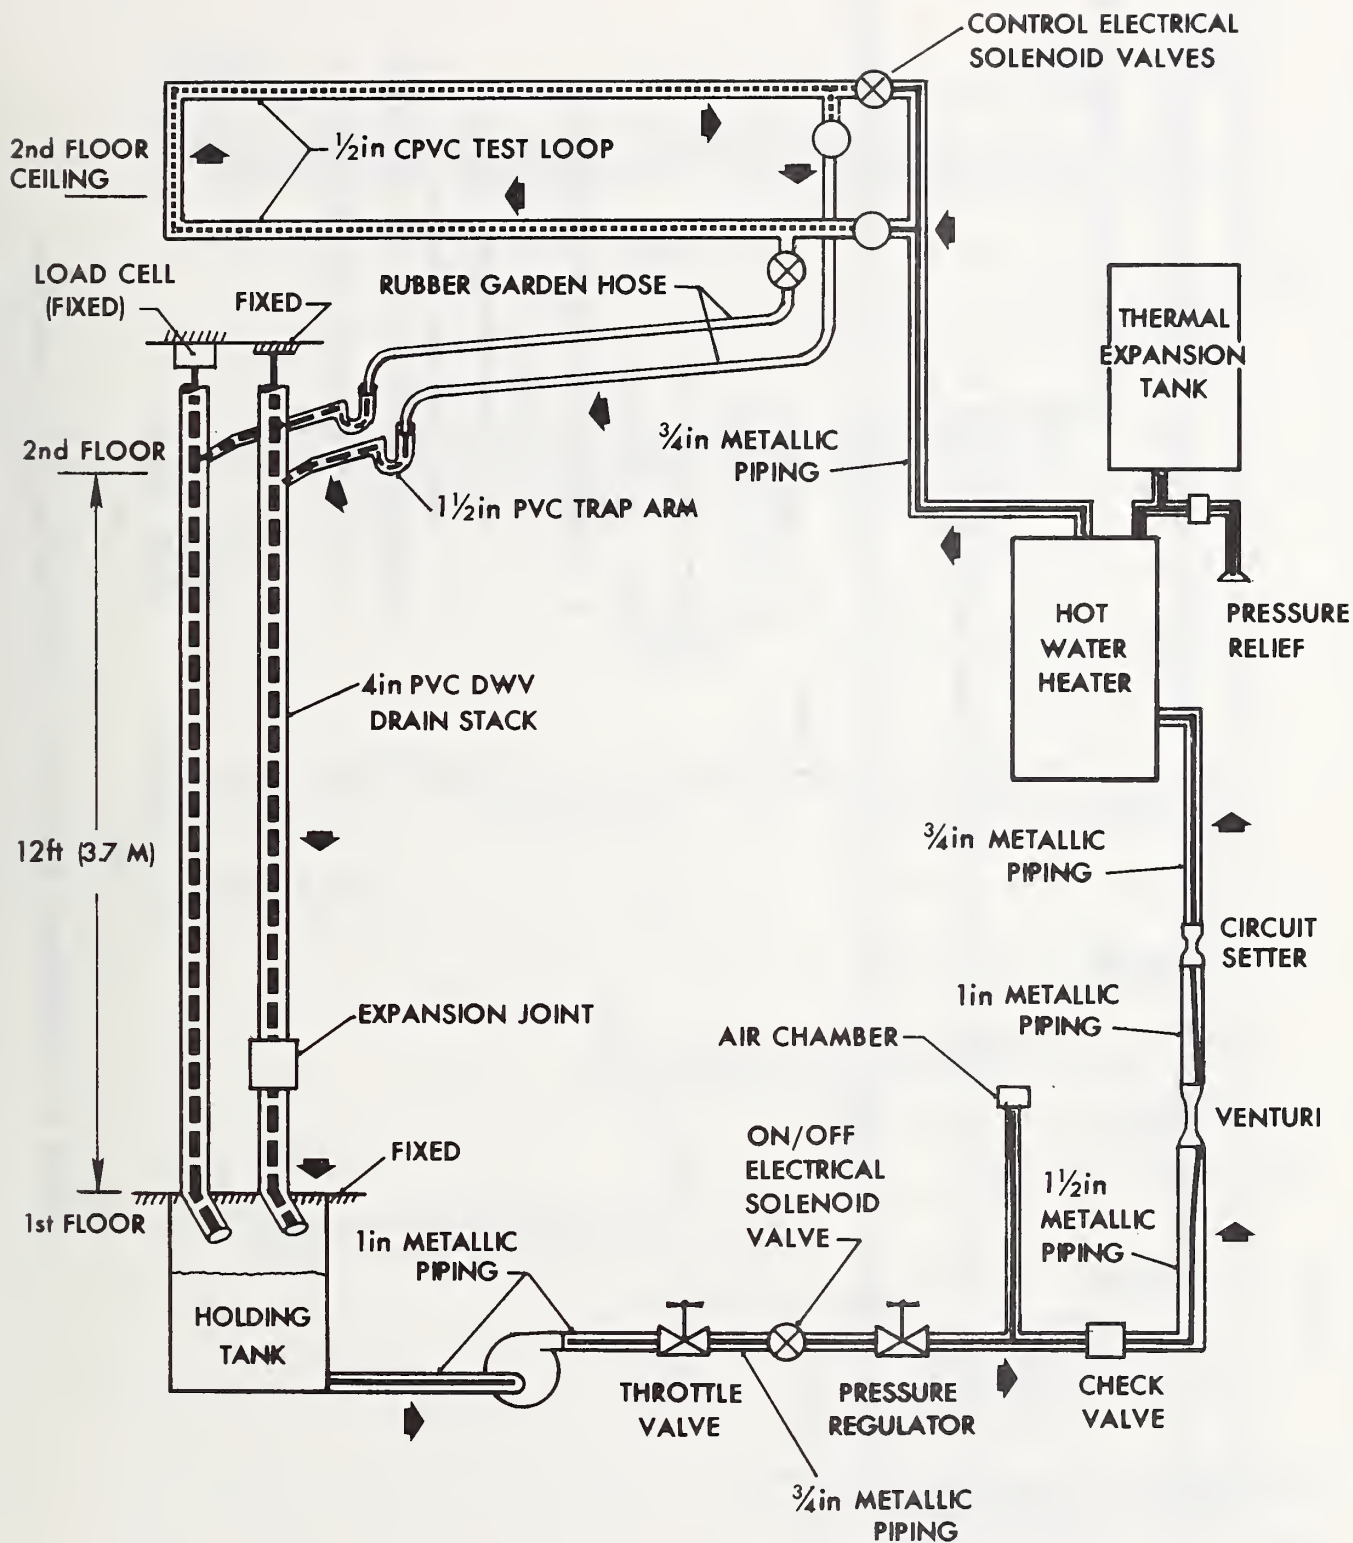 CONTROL ELECTRICAL
SOLENOID VALVES
2nd FLOOR
CEILING
½in CPVC TEST LOOP
LOAD CELL
(FIXED)
FIXED
RUBBER GARDEN HOSE
THERMAL
EXPANSION
TANK
2nd FLOOR
¾in METALLIC
PIPING
1½in PVC TRAP ARM
HOT
WATER
HEATER
PRESSURE
RELIEF
4in PVC DWV
DRAIN STACK
12ft (3.7 M)
¾in METALLIC
PIPING
CIRCUIT
SETTER
EXPANSION JOINT
1in METALLIC
PIPING
AIR CHAMBER
VENTURI
FIXED
ON/OFF
ELECTRICAL
SOLENOID
VALVE
1½in
METALLIC
PIPING
1st FLOOR
1in METALLIC
PIPING
HOLDING
TANK
THROTTLE
VALVE
PRESSURE
REGULATOR
CHECK
VALVE
¾in METALLIC
PIPING